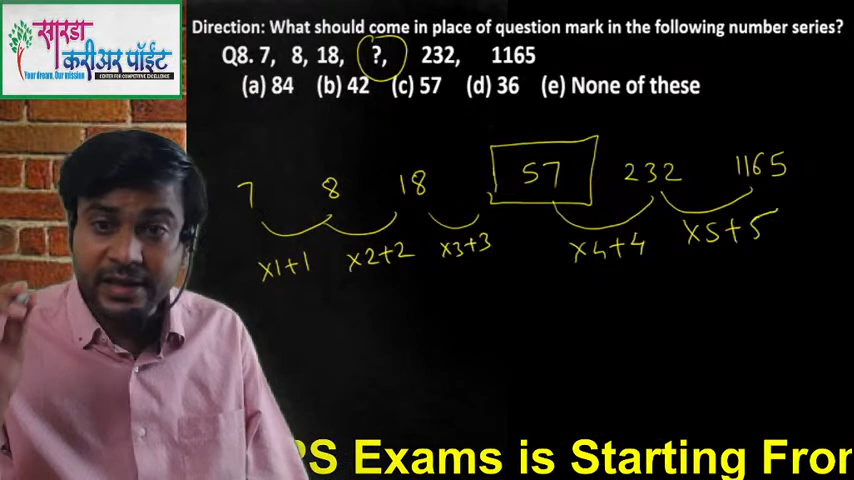 सारडा
करीअर पॉईंट
Your dream. Our mission
CENTER FOR COMPETITIVE EXCELLENCE
Direction: What should come in place of question mark in the following number series?
Q8. 7, 8, 18, ?, 232, 1165
(a) 84 (b) 42 (c) 57 (d) 36 (e) None of these
7 8 18 57 232 1165
x1+1 x2+2 x3+3 x4+4 x5+5
PS Exams is Starting From